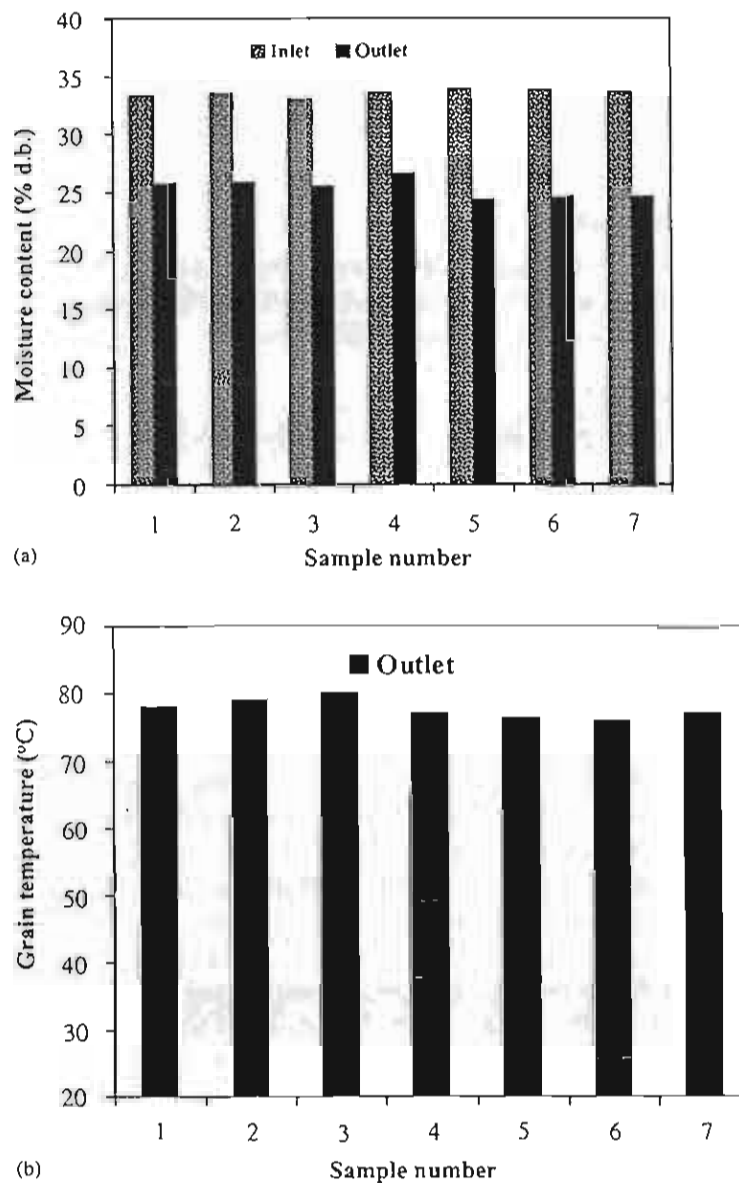 40
35
30
25
20
15
10
5
0
Inlet Outlet
Moisture content (% d.b.)
1 2 3 4 5 6 7
Sample number
(a)
90
80
70
60
50
40
30
20
Outlet
Grain temperature (°C)
1 2 3 4 5 6 7
Sample number
(b)